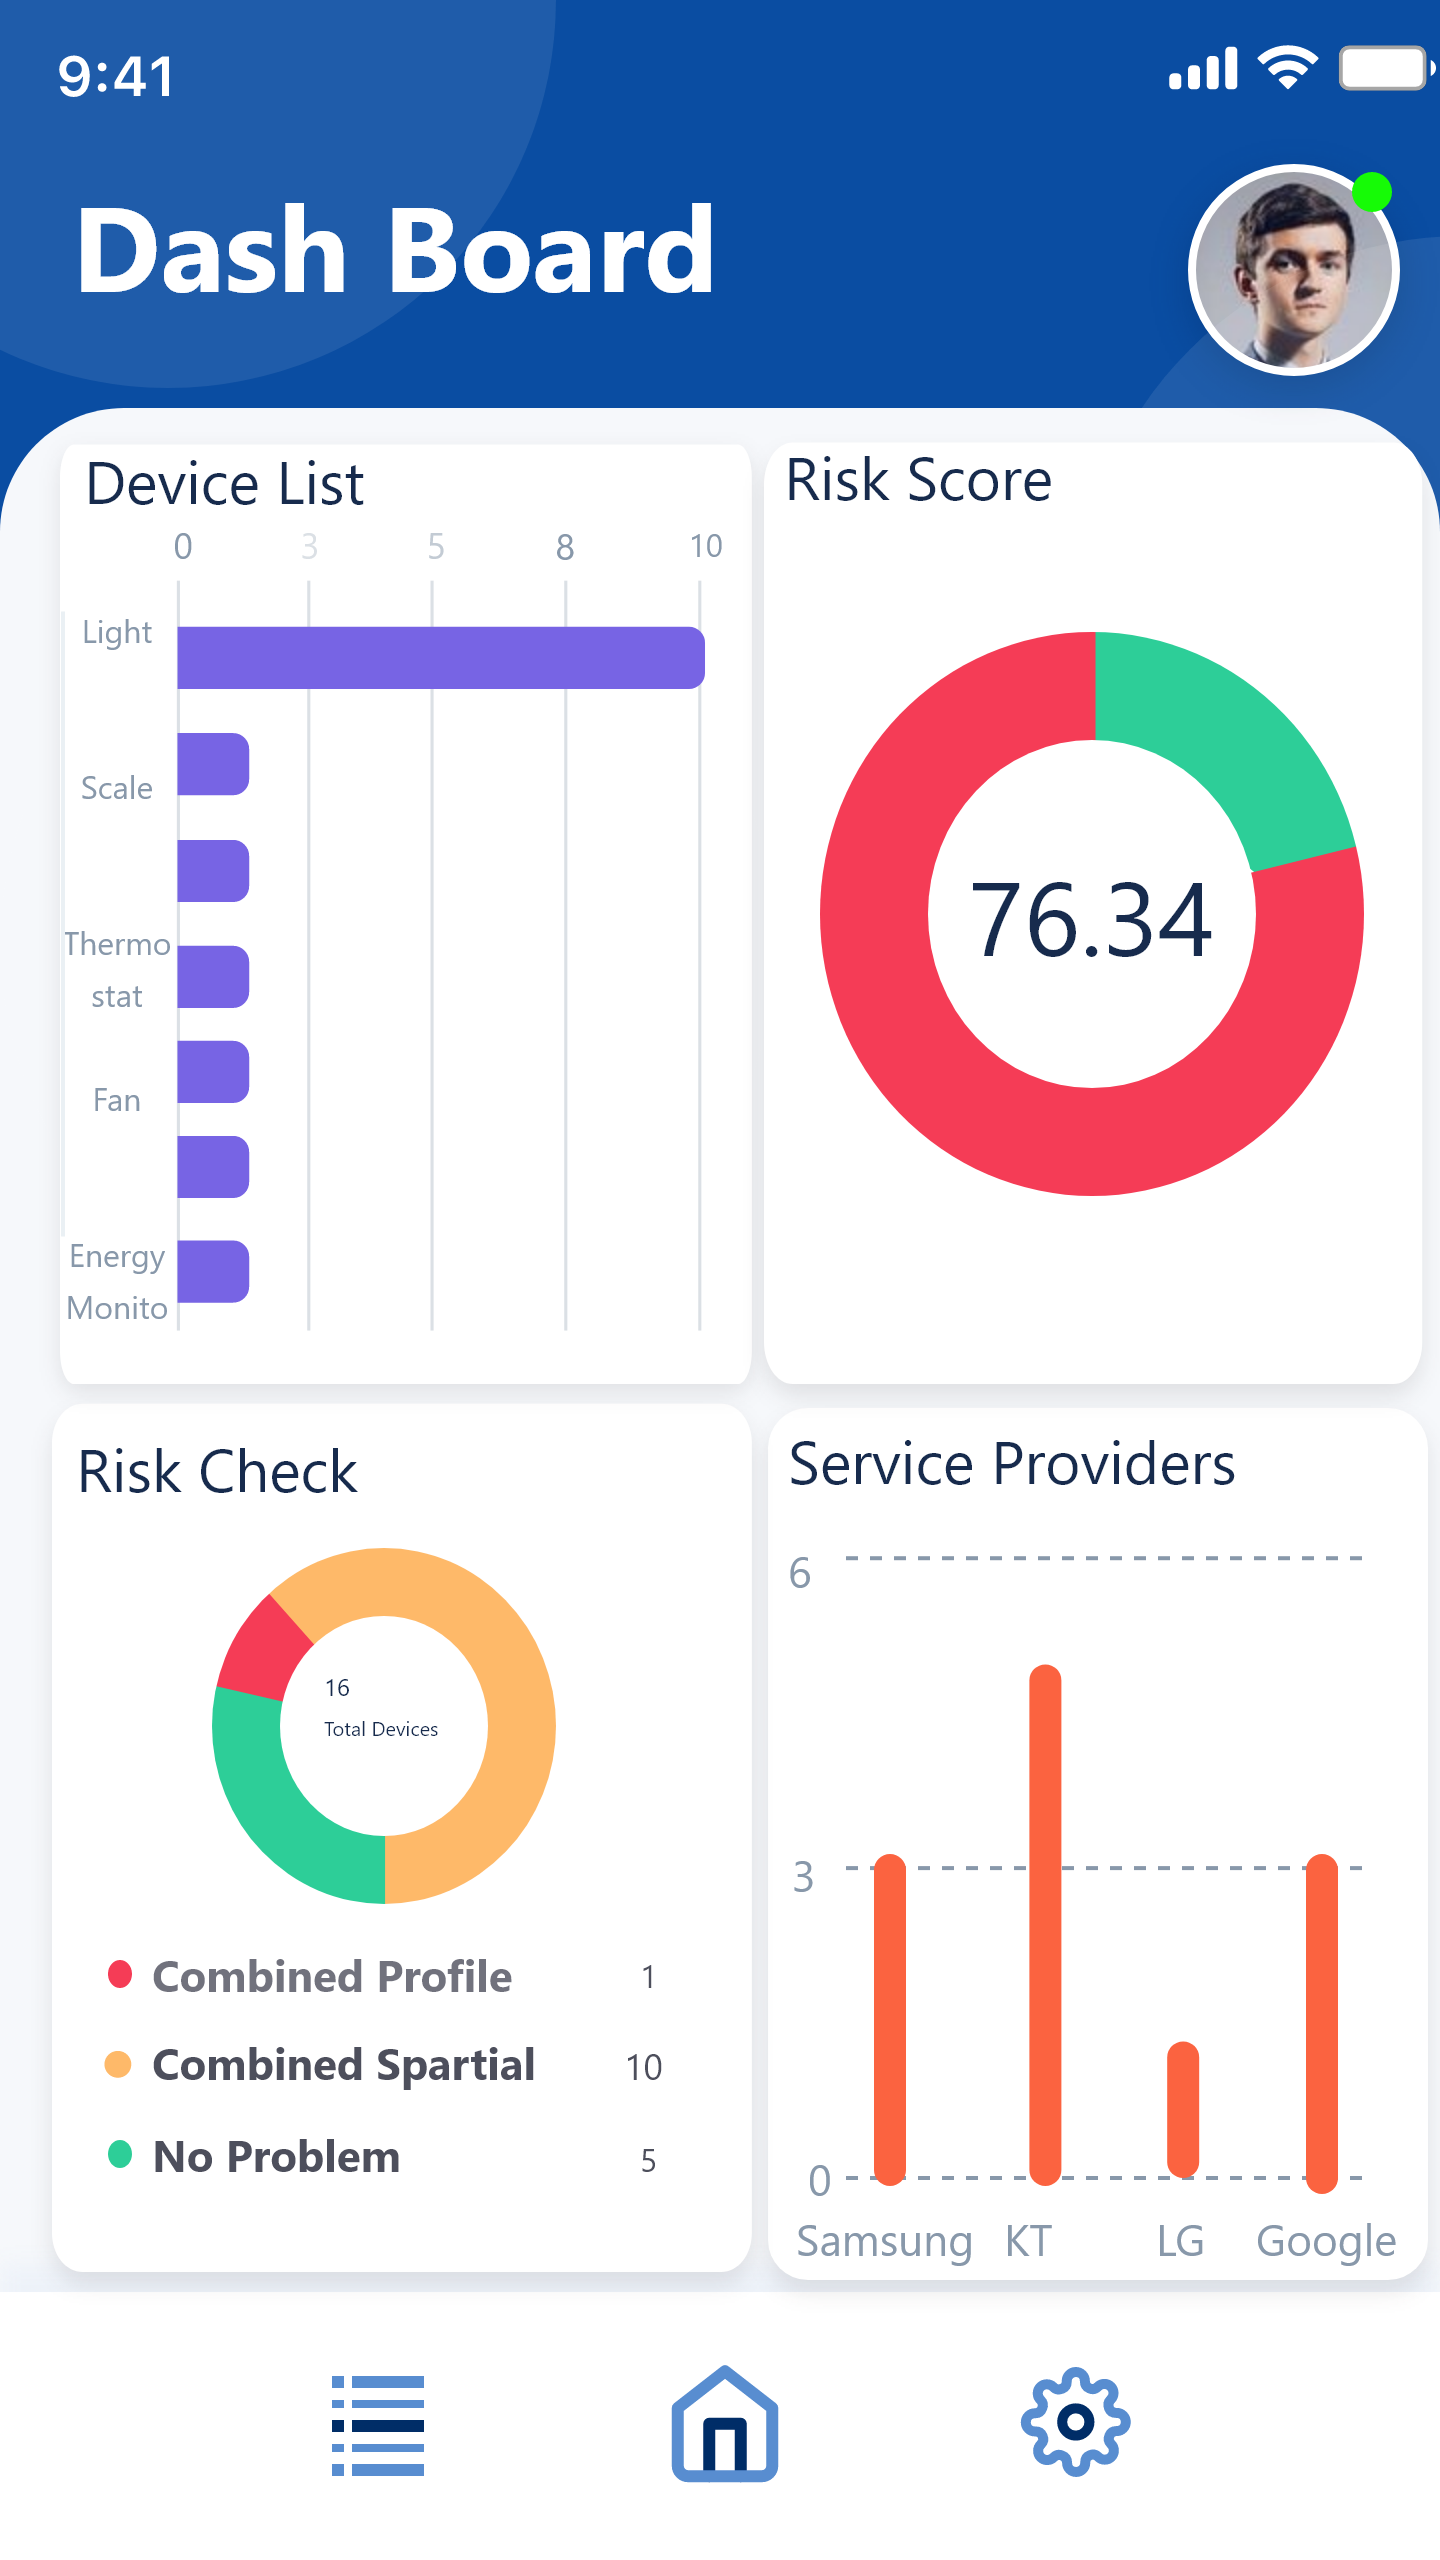 9:41
Dash Board
Device List
0 3 5 8 10
Light
Scale
Thermo
stat
Fan
Energy
Monito
Risk Score
76.34
Risk Check
16
Total Devices
Combined Profile 1
Combined Spartial 10
No Problem 5
Service Providers
6
3
0
Samsung KT LG Google